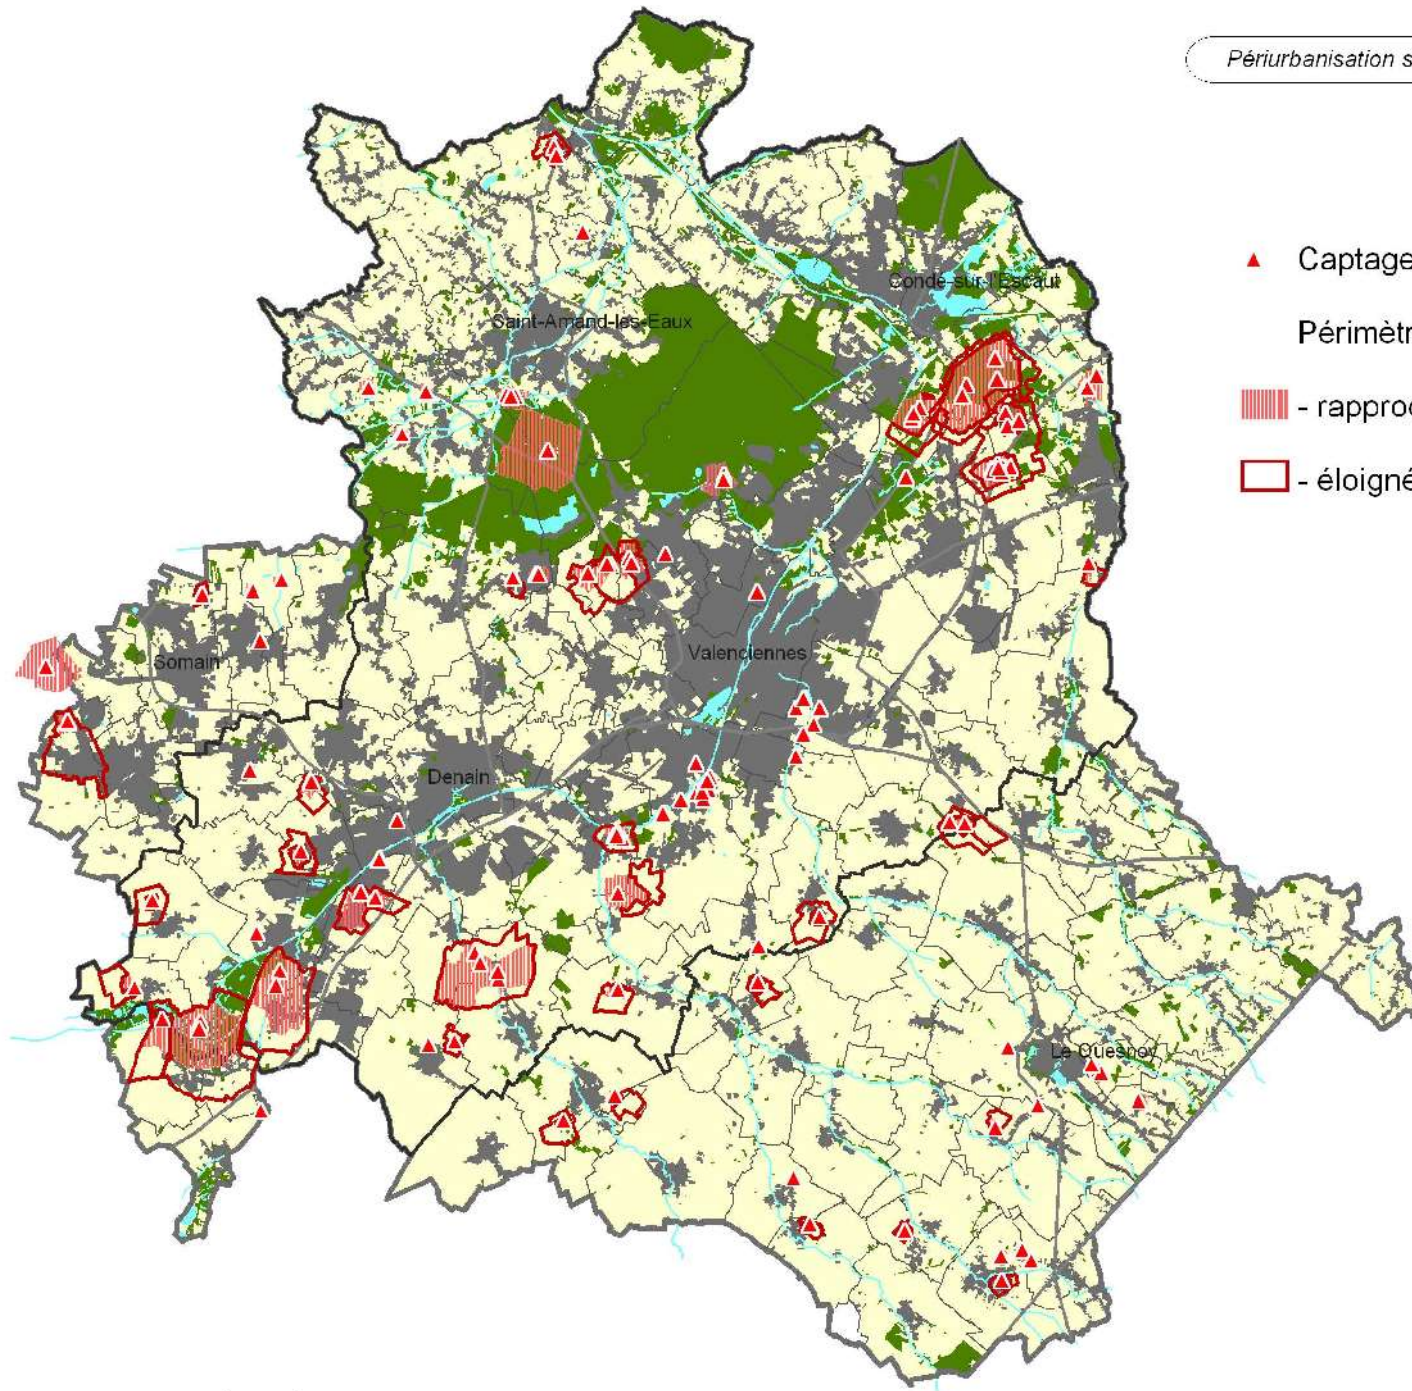 Périurbanisation s
Captage
Périmètr
- rapproc
- éloigné
Condé-sur-l'Escaut
Saint-Amand-les-Eaux
Somain
Valenciennes
Denain
Le Quesnoy